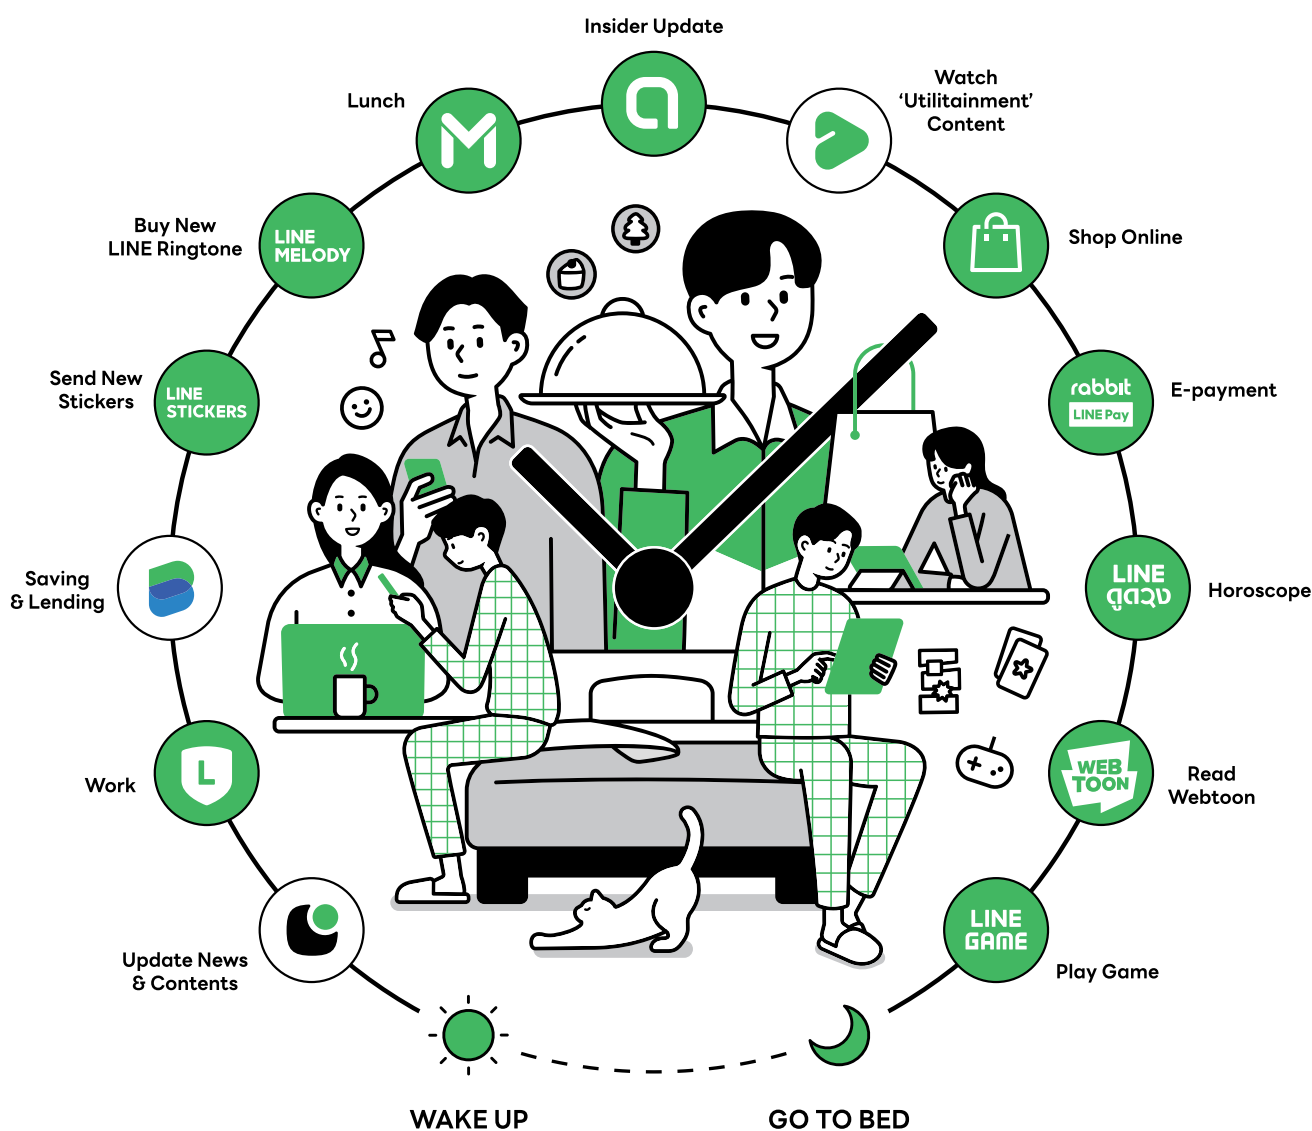 Insider Update
Lunch
Watch
‘Utilitainment’
Content
Buy New
LINE Ringtone
LINE
MELODY
Shop Online
Send New
Stickers
LINE
STICKERS
rabbit
LINE Pay
E-payment
Saving
& Lending
LINE
ดูดวง
Horoscope
Work
L
WEB
TOON
Read
Webtoon
Update News
& Contents
LINE
GAME
Play Game
WAKE UP
GO TO BED